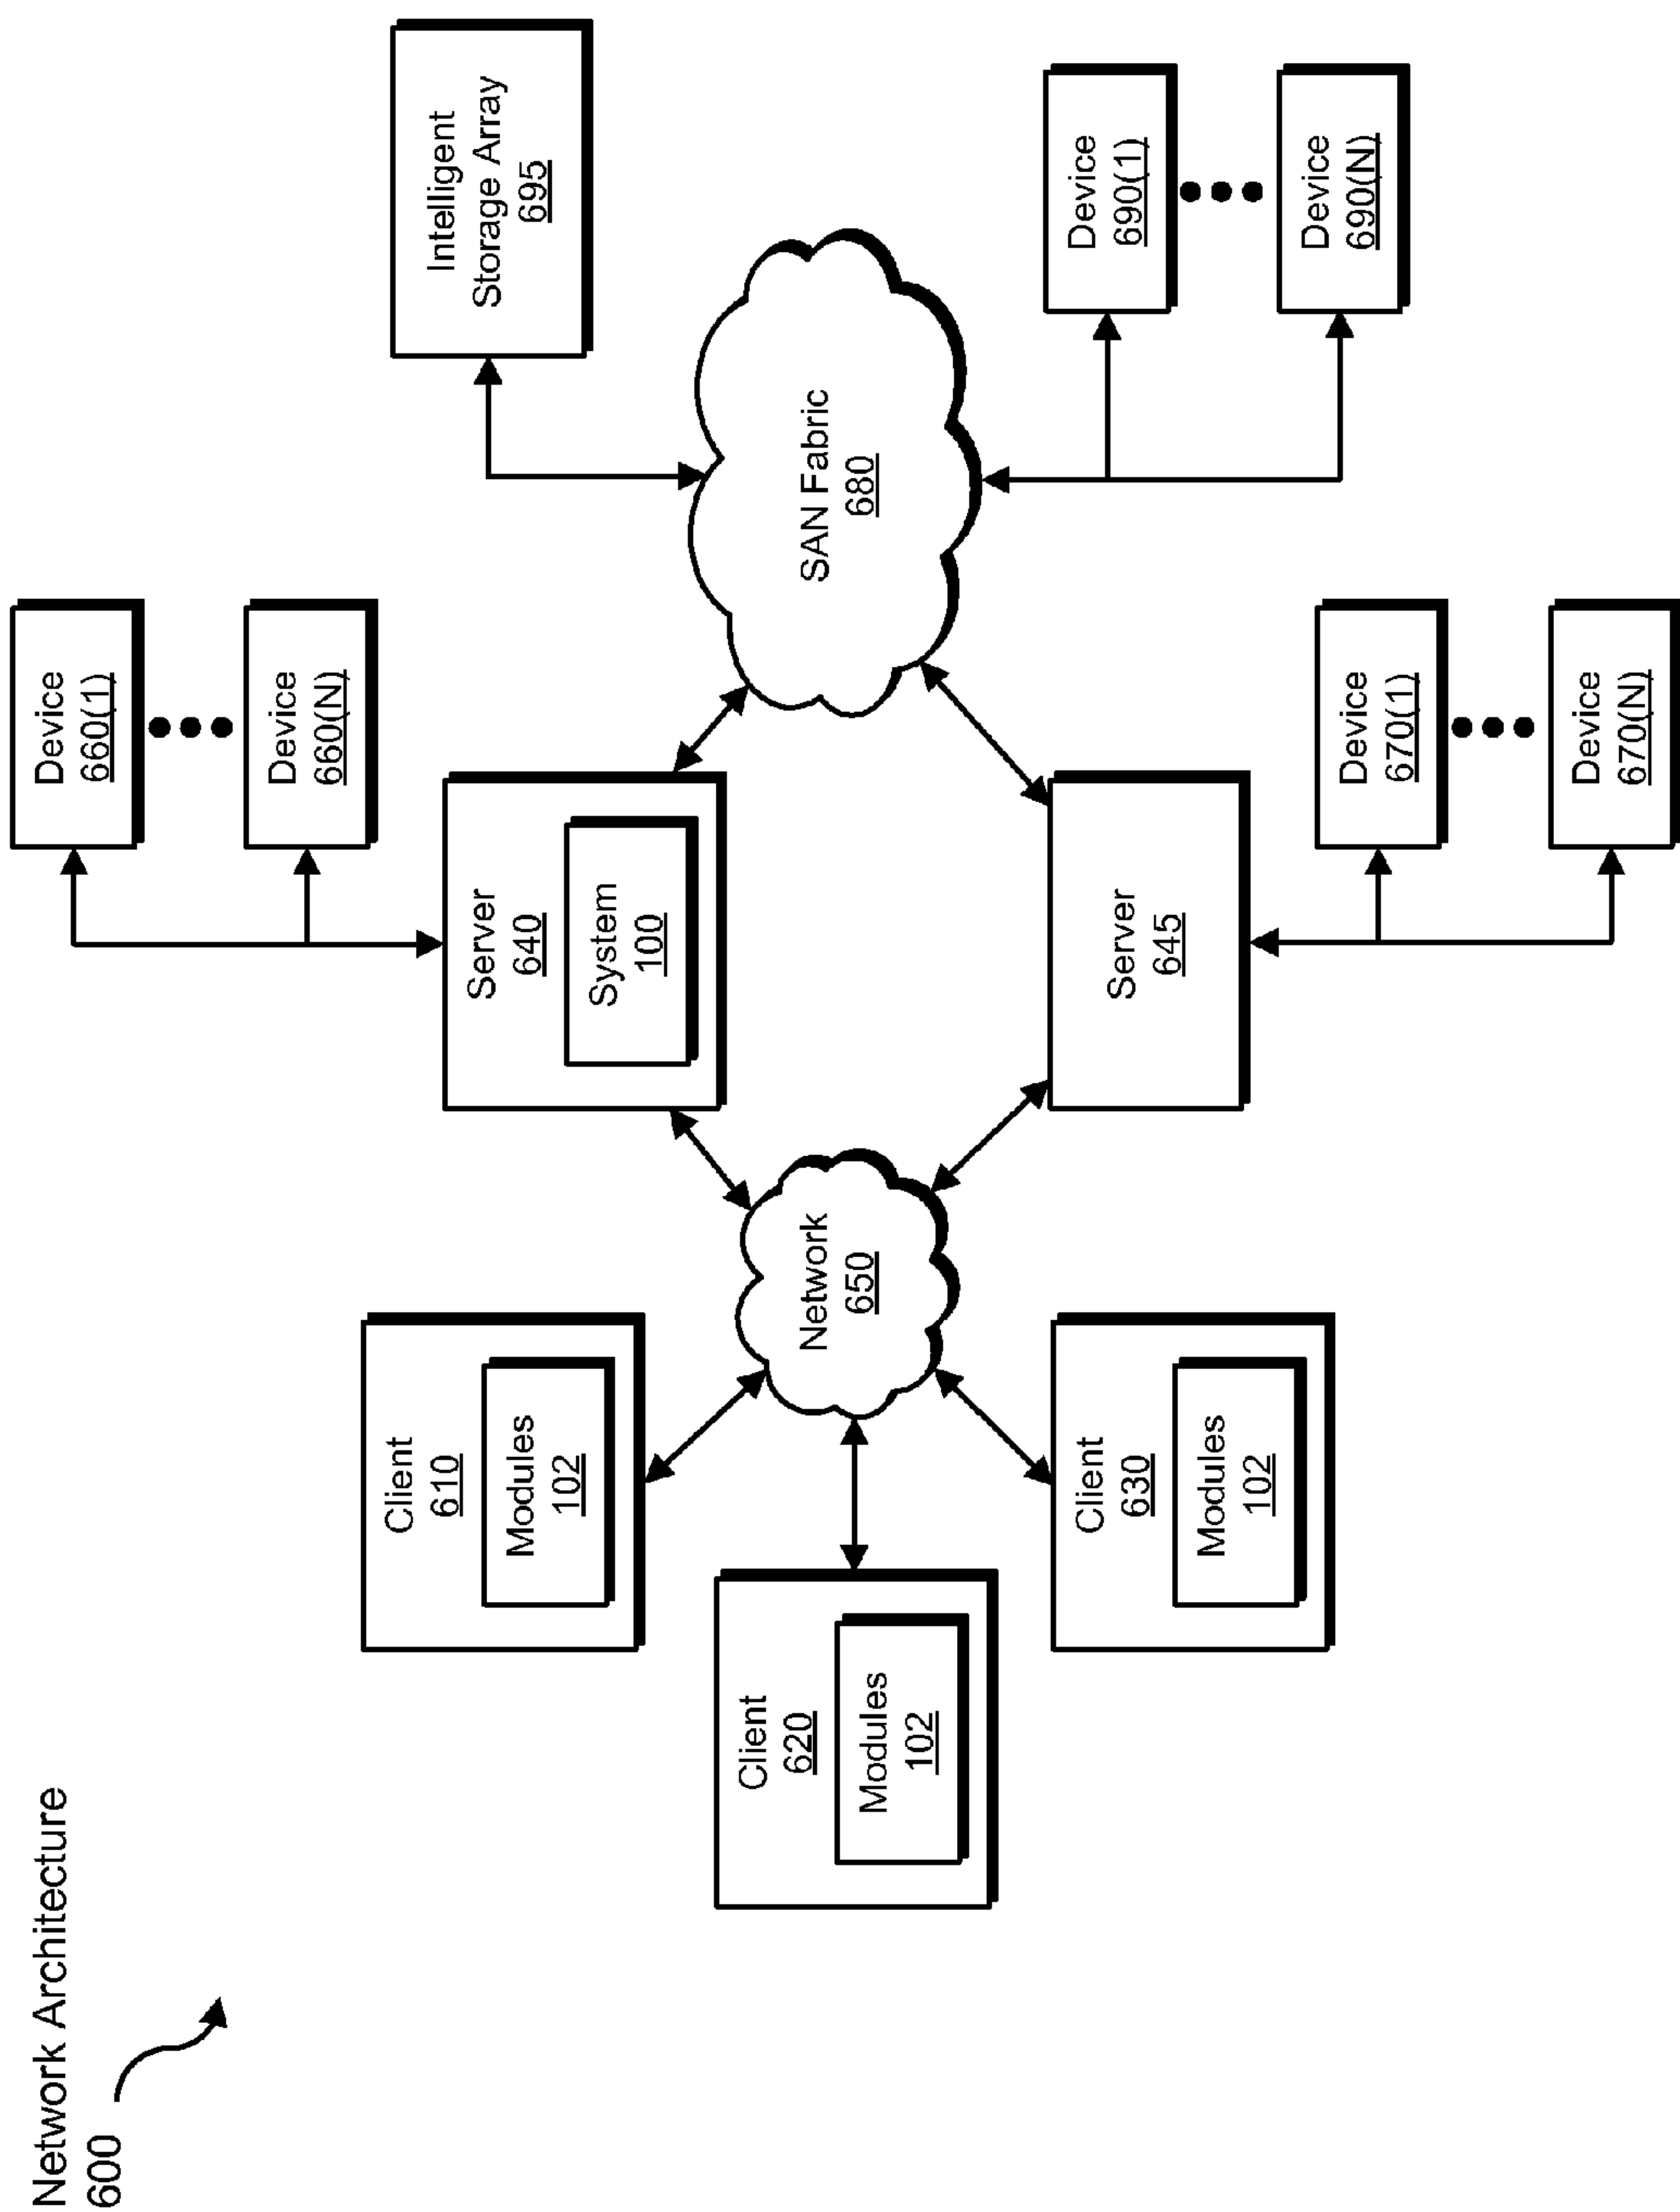 Network Architecture
600
Client
610
Modules
102
Client
620
Modules
102
Client
630
Modules
102
Network
650
Device
660(1)
Device
660(N)
Server
640
System
100
Server
645
Device
670(1)
Device
670(N)
SAN Fabric
680
Intelligent
Storage Array
695
Device
690(1)
Device
690(N)